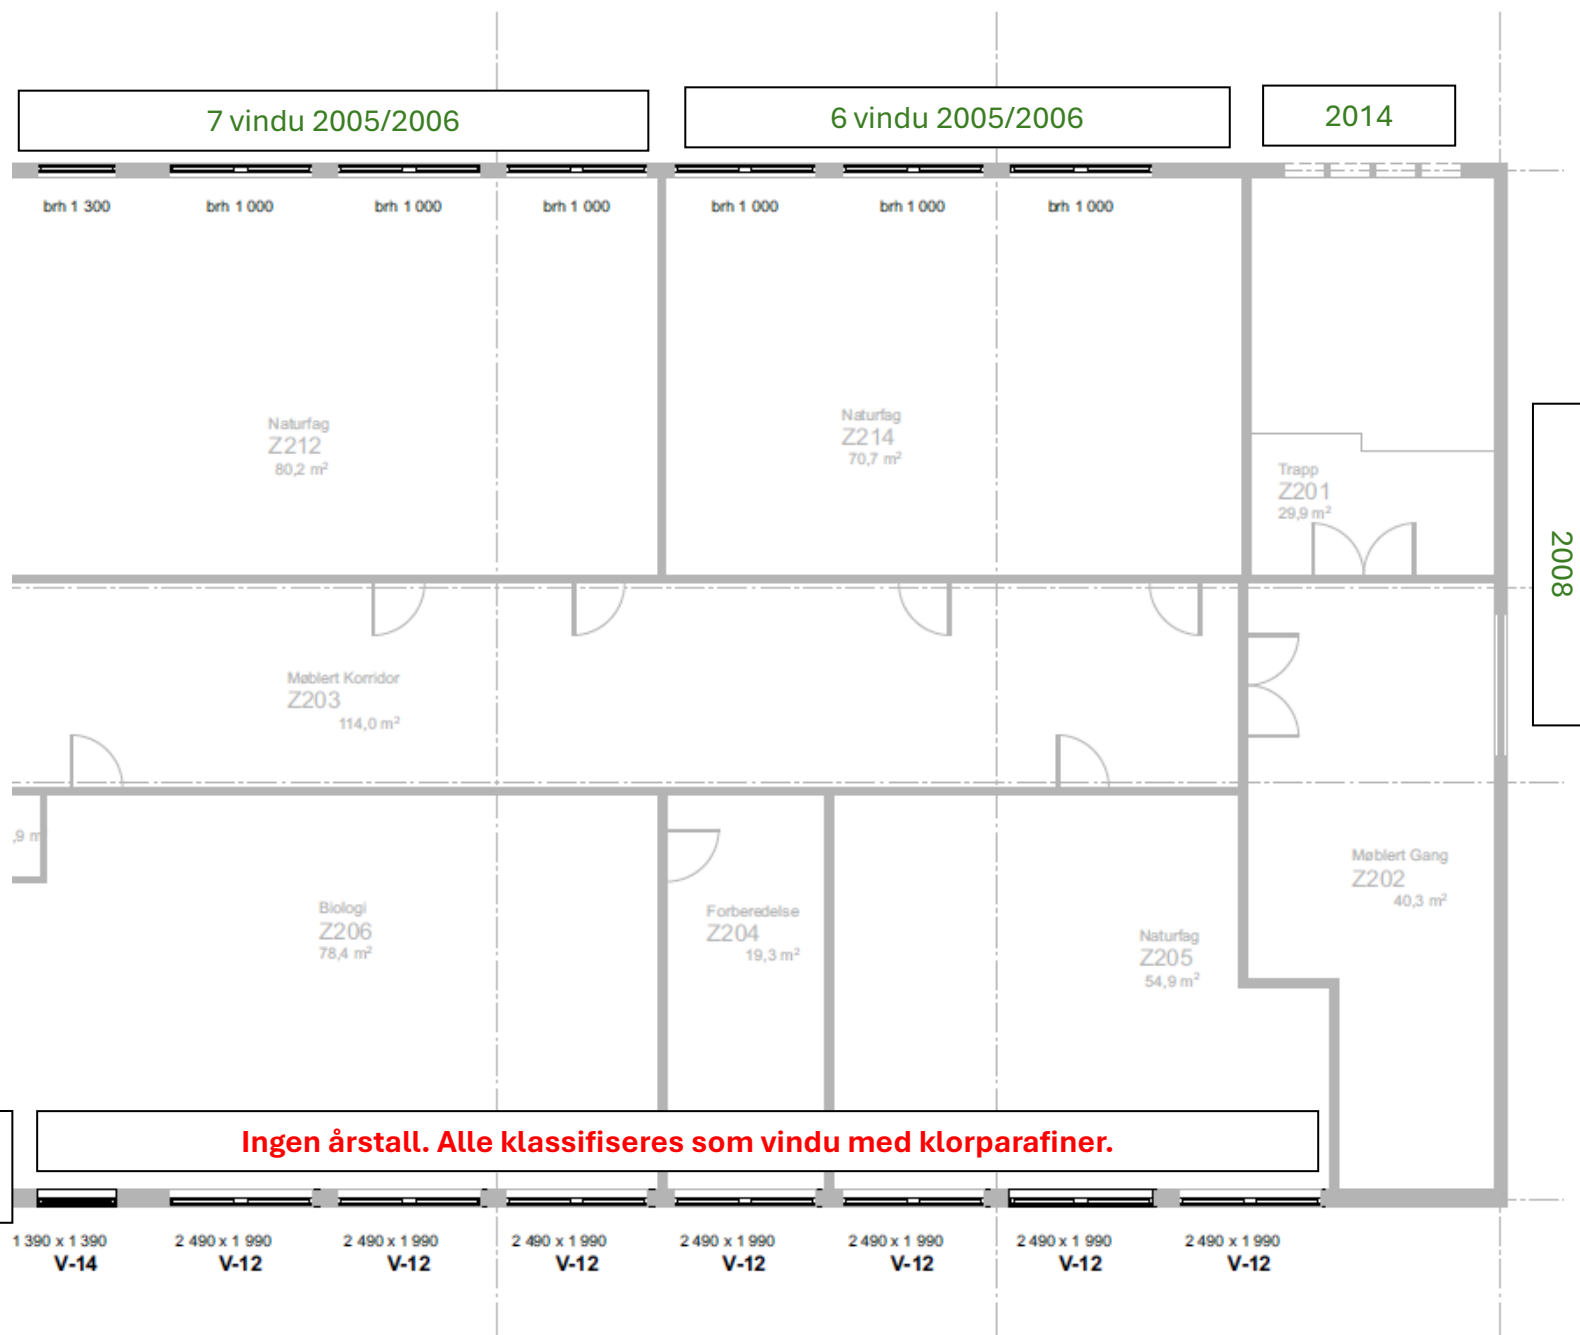 7 vindu 2005/2006
6 vindu 2005/2006
2014
brh 1 300
brh 1 000
brh 1 000
brh 1 000
brh 1 000
brh 1 000
brh 1 000
Naturfag
Z212
80,2 m²
Naturfag
Z214
70,7 m²
Trapp
Z201
29,9 m²
2008
Møblert Korridor
Z203
114,0 m²
,9 m
Møblert Gang
Z202
40,3 m²
Biologi
Z206
78,4 m²
Forberedelse
Z204
19,3 m²
Naturfag
Z205
54,9 m²
Ingen årstall. Alle klassifiseres som vindu med klorparafiner.
1 390 x 1 390
V-14
2 490 x 1 990
V-12
2 490 x 1 990
V-12
2 490 x 1 990
V-12
2 490 x 1 990
V-12
2 490 x 1 990
V-12
2 490 x 1 990
V-12
2 490 x 1 990
V-12